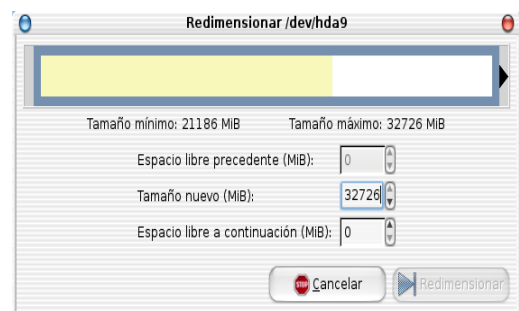 Redimensionar /dev/hda9
Tamaño mínimo: 21186 MiB Tamaño máximo: 32726 MiB
Espacio libre precedente (MiB): 0
Tamaño nuevo (MiB): 32726
Espacio libre a continuación (MiB): 0
STOP Cancelar Redimensionar